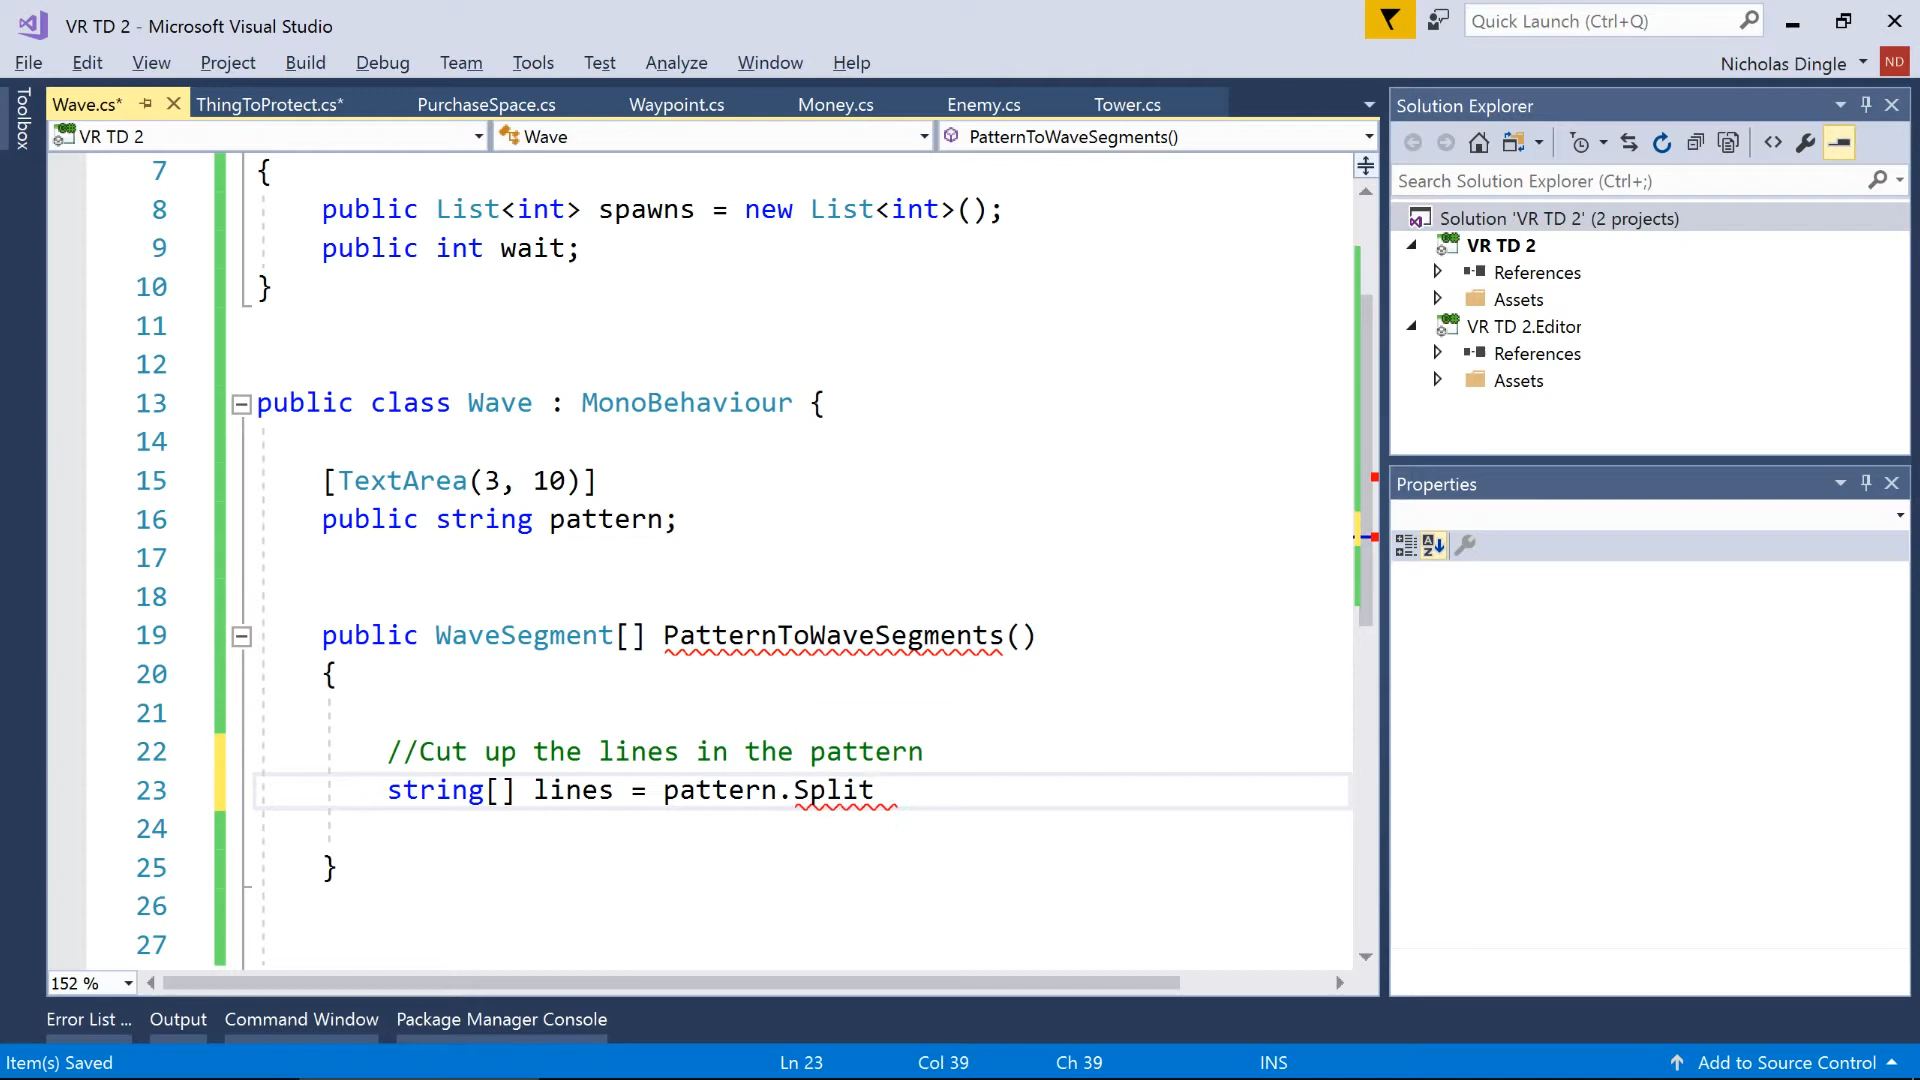 VR TD 2 - Microsoft Visual Studio
Quick Launch (Ctrl+Q)
File Edit View Project Build Debug Team Tools Test Analyze Window Help
Nicholas Dingle ND
Toolbox
Wave.cs* ThingToProtect.cs* PurchaseSpace.cs Waypoint.cs Money.cs Enemy.cs Tower.cs
VR TD 2 Wave PatternToWaveSegments()
7 {
8 public List<int> spawns = new List<int>();
9 public int wait;
10 }
11
12
13 public class Wave : MonoBehaviour {
14
15 [TextArea(3, 10)]
16 public string pattern;
17
18
19 public WaveSegment[] PatternToWaveSegments()
20 {
21
22 //Cut up the lines in the pattern
23 string[] lines = pattern.Split
24
25 }
26
27
152 %
Solution Explorer
Search Solution Explorer (Ctrl+;)
Solution 'VR TD 2' (2 projects)
VR TD 2
References
Assets
VR TD 2.Editor
References
Assets
Properties
Error List ... Output Command Window Package Manager Console
Item(s) Saved Ln 23 Col 39 Ch 39 INS Add to Source Control